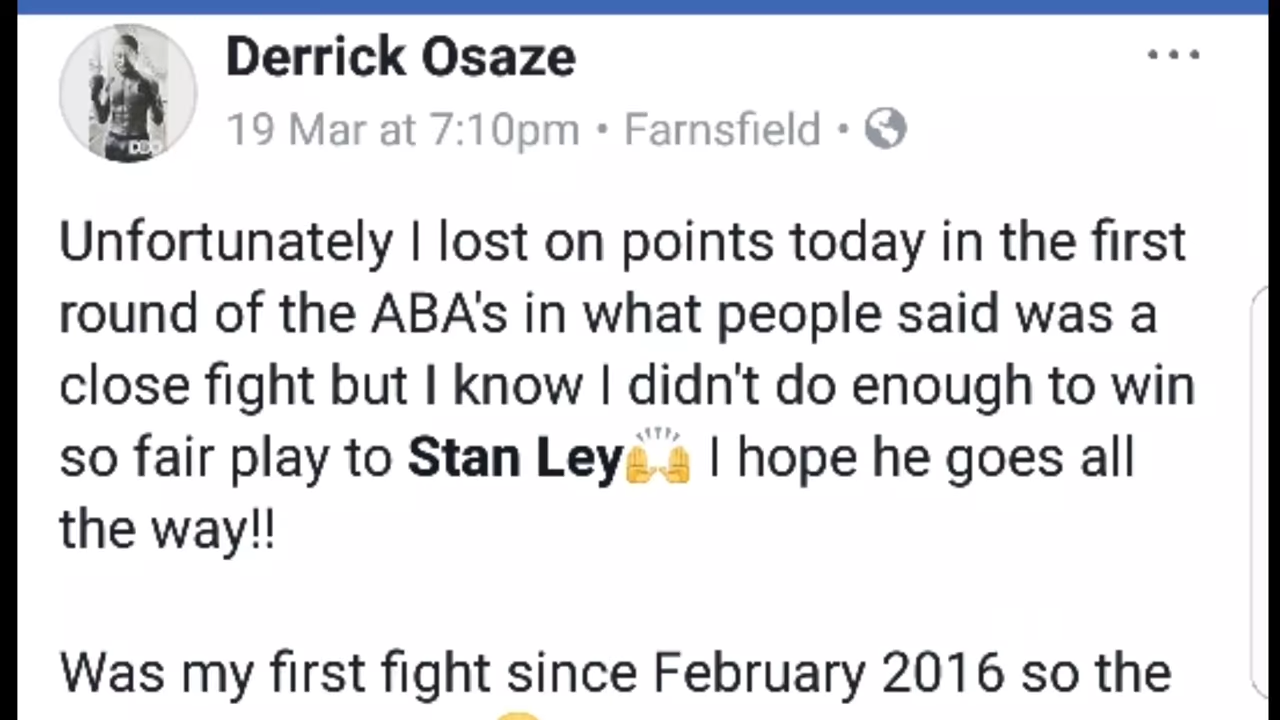 Derrick Osaze
19 Mar at 7:10pm • Farnsfield •
Unfortunately I lost on points today in the first
round of the ABA's in what people said was a
close fight but I know I didn't do enough to win
so fair play to Stan Ley🙌 I hope he goes all
the way!!
Was my first fight since February 2016 so the